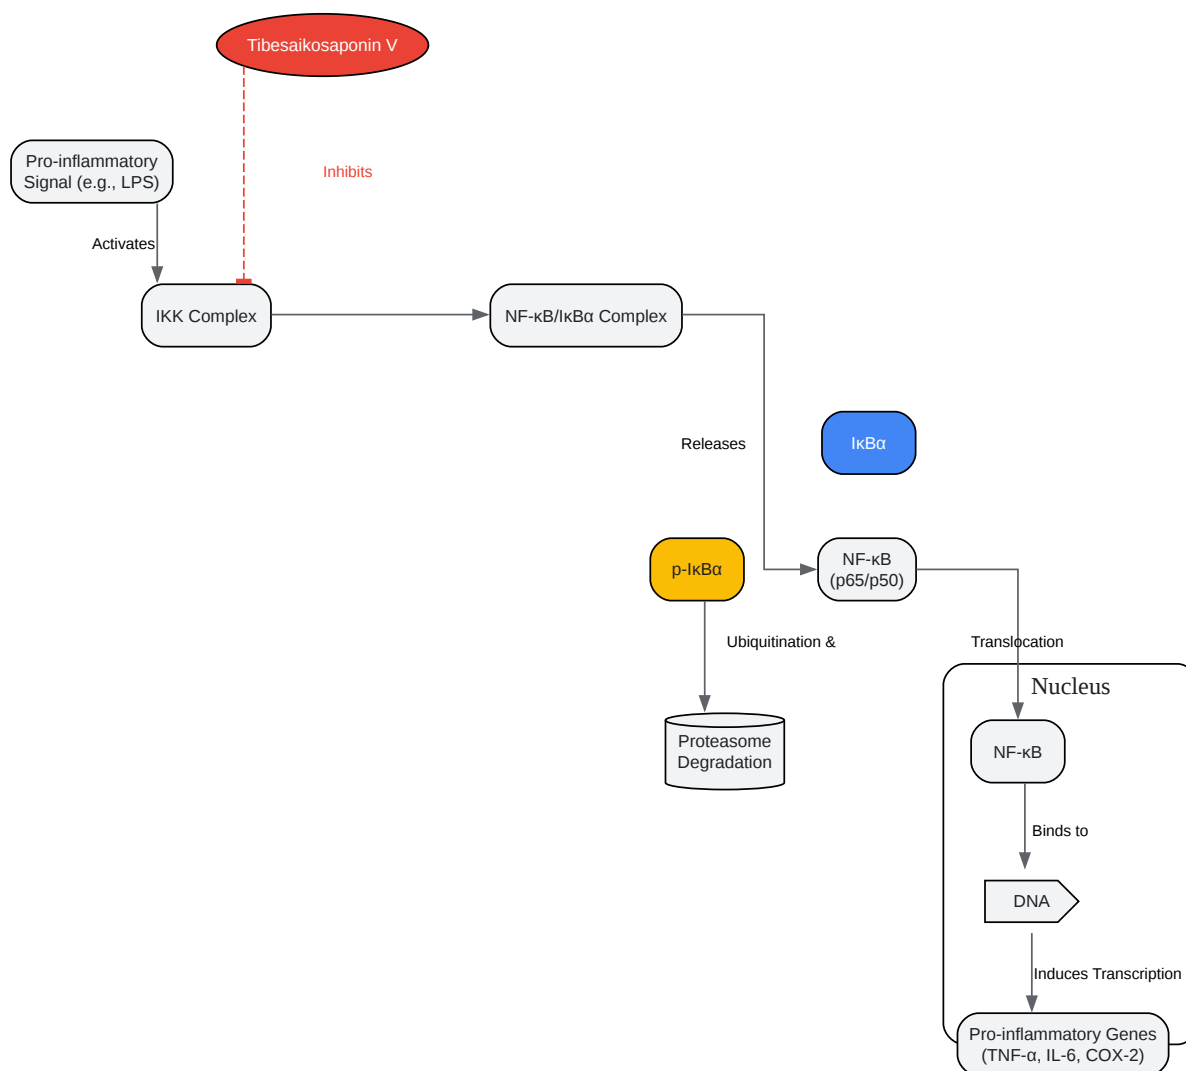 Tibesaikosaponin V
Pro-inflammatory
Signal (e.g., LPS)
Inhibits
Activates
IKK Complex
NF-κB/IκBα Complex
Releases
IκBα
p-IκBα
NF-κB
(p65/p50)
Ubiquitination &
Translocation
Nucleus
Proteasome
Degradation
NF-κB
Binds to
DNA
Induces Transcription
Pro-inflammatory Genes
(TNF-α, IL-6, COX-2)